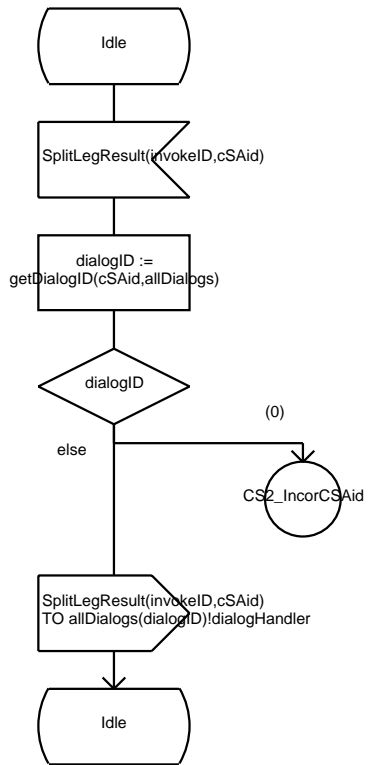 Idle
SplitLegResult(invokeID,cSAid)
dialogID :=
getDialogID(cSAid,allDialogs)
dialogID
(0)
else
CS2_IncorCSAid
SplitLegResult(invokeID,cSAid)
TO allDialogs(dialogID)!dialogHandler
Idle